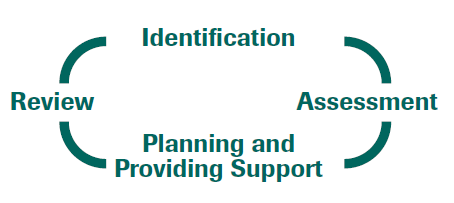 Identification
Review
Assessment
Planning and
Providing Support